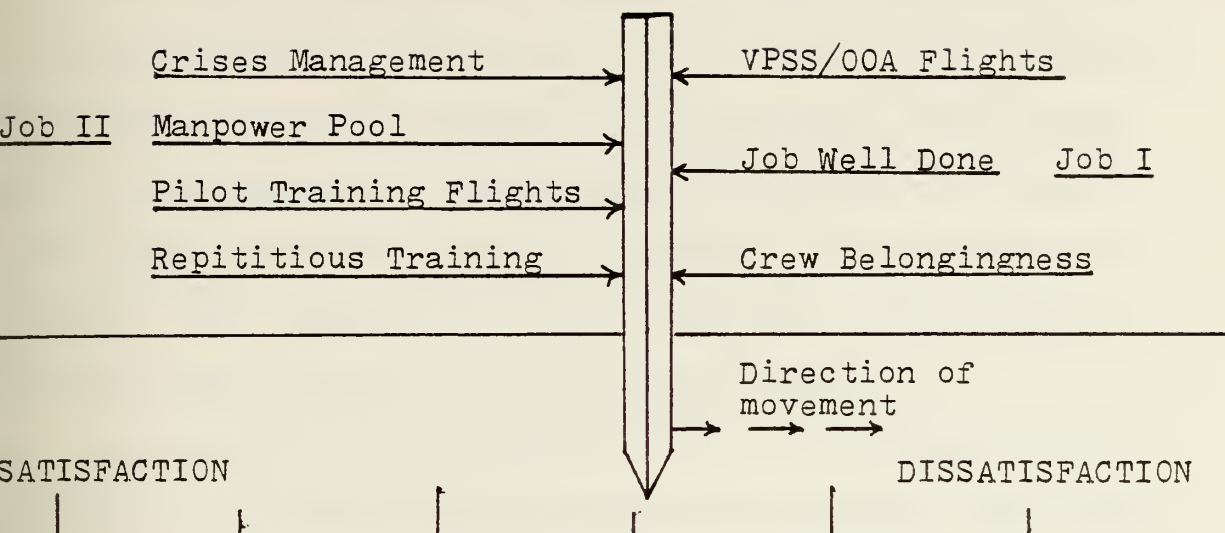 Crises Management
VPSS/OOA Flights
Job II Manpower Pool
Job Well Done Job I
Pilot Training Flights
Repititious Training
Crew Belongingness
Direction of
movement
SATISFACTION
DISSATISFACTION